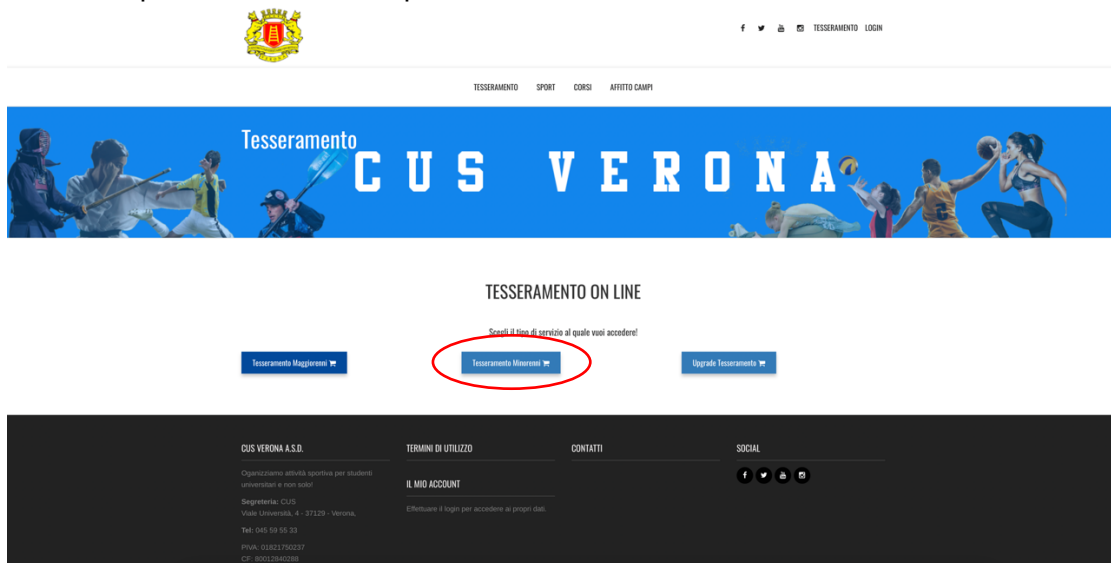 TESSERAMENTO LOGIN
TESSERAMENTO SPORT CORSI AFFITTO CAMPI
Tesseramento
CUS VERONA
TESSERAMENTO ON LINE
Scegli il tipo di servizio al quale vuoi accedere!
Tesseramento Maggiorenni
Tesseramento Minorenni
Upgrade Tesseramento
CUS VERONA A.S.D.
Oganizziamo attività sportiva per studenti
universitari e non solo!
Segreteria: CUS
Viale Università, 4 - 37129 - Verona,
Tel: 045 59 55 33
PIVA: 01821750237
CF: 80012840288
TERMINI DI UTILIZZO
IL MIO ACCOUNT
Effettuare il login per accedere ai propri dati.
CONTATTI
SOCIAL